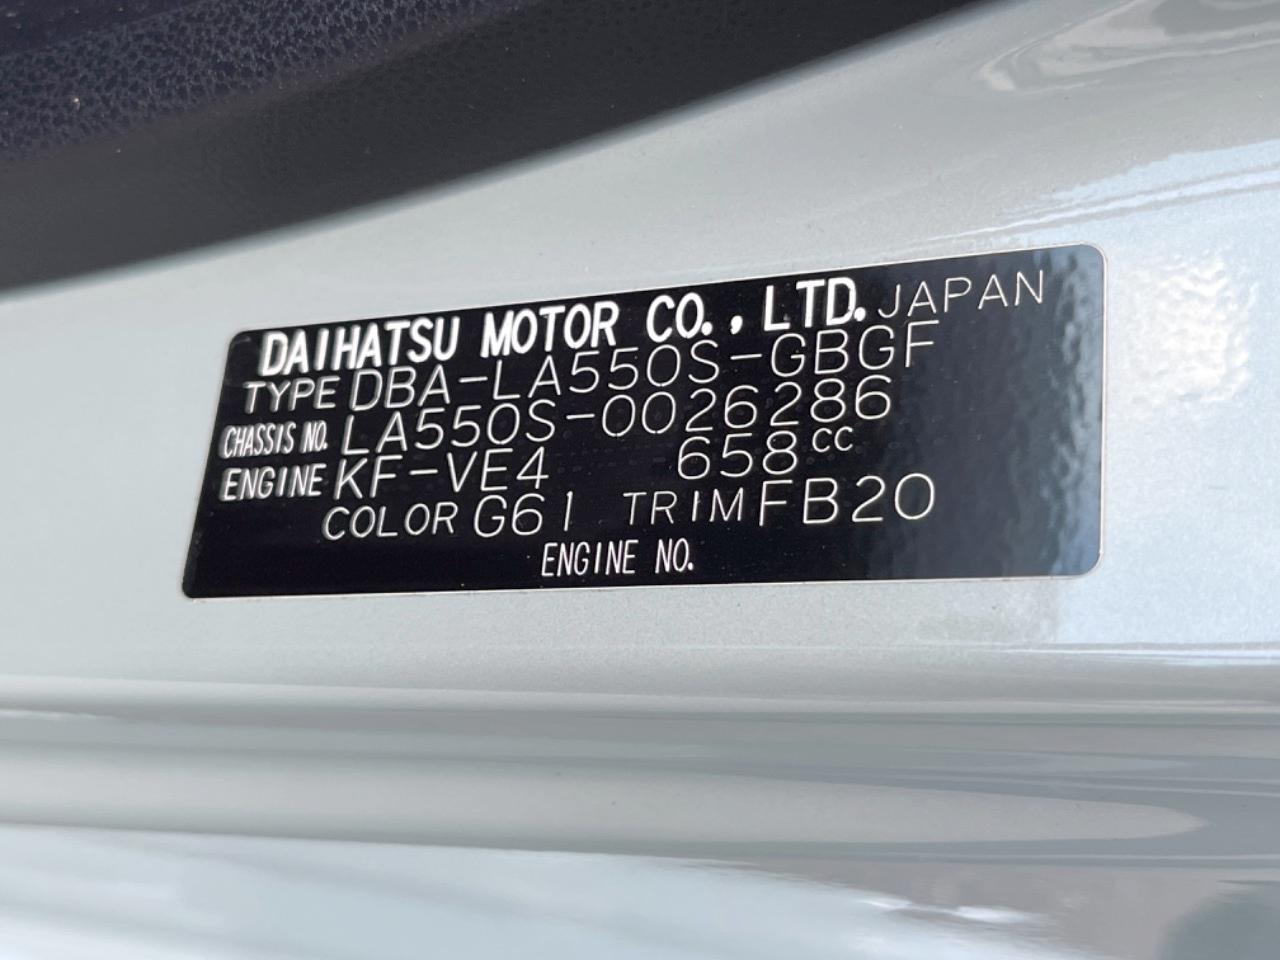 DAIHATSU MOTOR CO., LTD. JAPAN
TYPE DBA-LA550S-GBGF
CHASSIS NO. LA550S-0026286
ENGINE KF-VE4 658cc
COLOR G61 TRIM FB20
ENGINE NO.